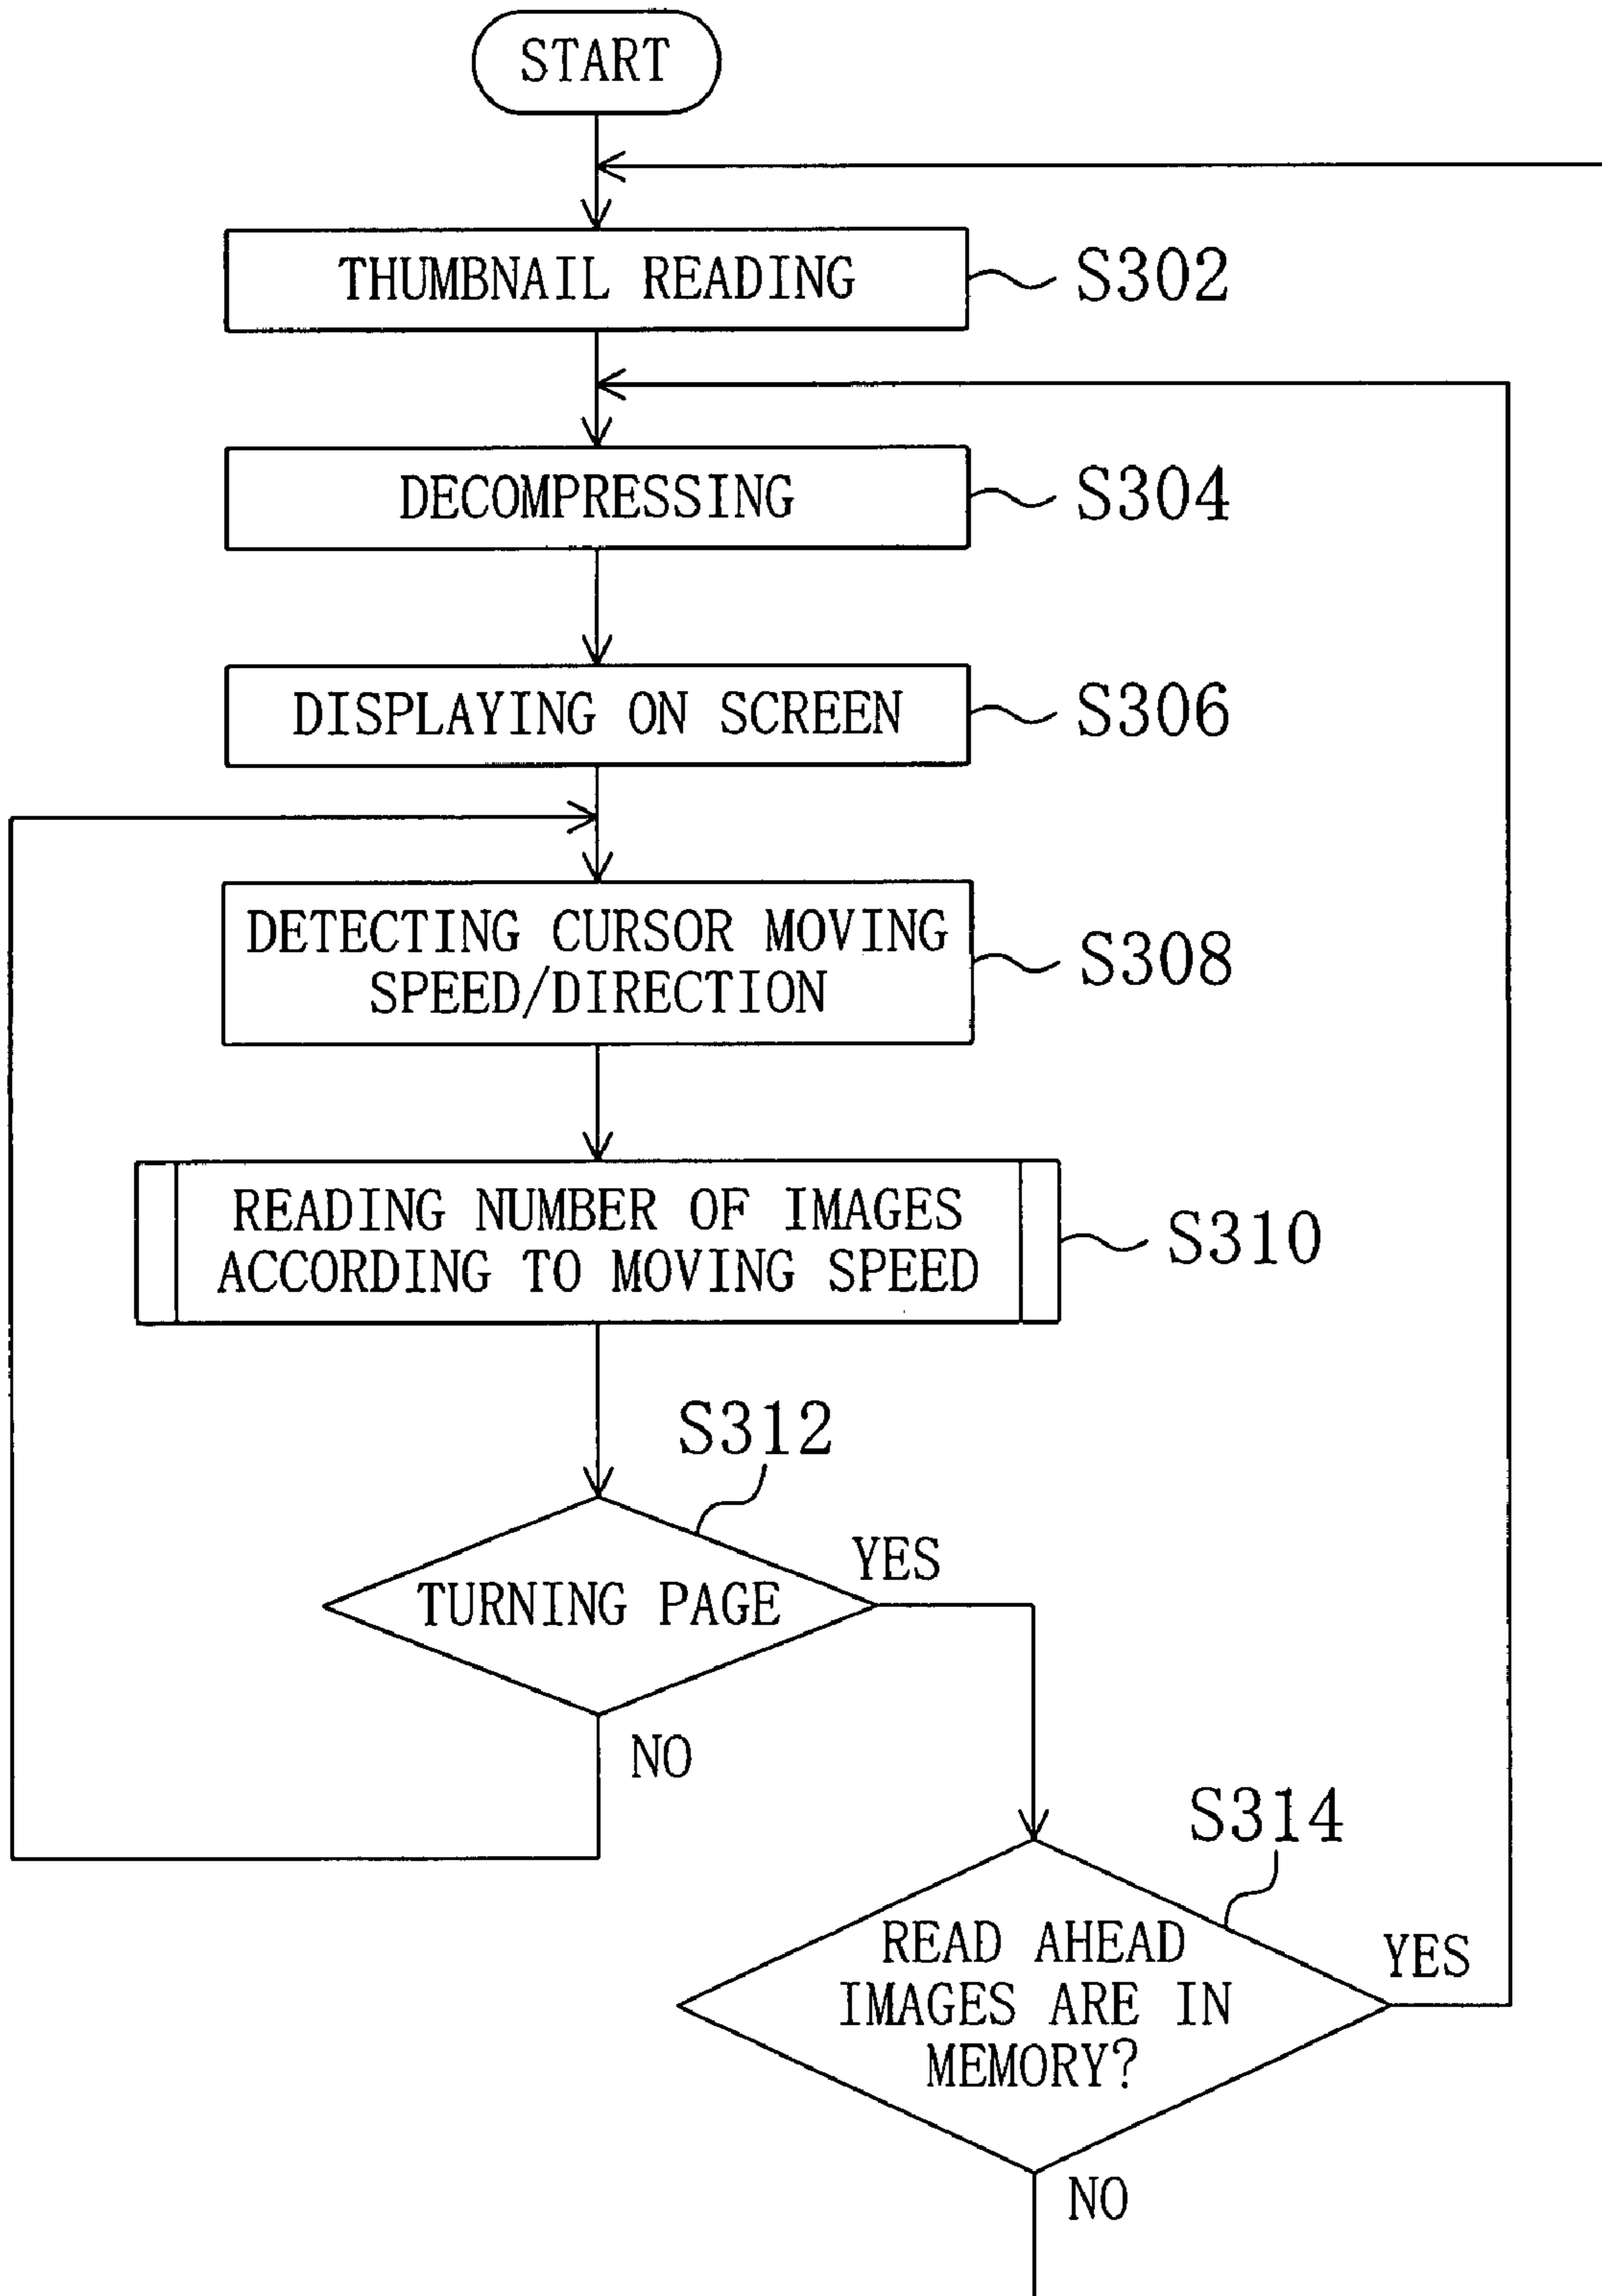 START
THUMBNAIL READING
S302
DECOMPRESSING
S304
DISPLAYING ON SCREEN
S306
DETECTING CURSOR MOVING
SPEED/DIRECTION
S308
READING NUMBER OF IMAGES
ACCORDING TO MOVING SPEED
S310
S312
TURNING PAGE
YES
NO
S314
READ AHEAD
IMAGES ARE IN
MEMORY?
YES
NO